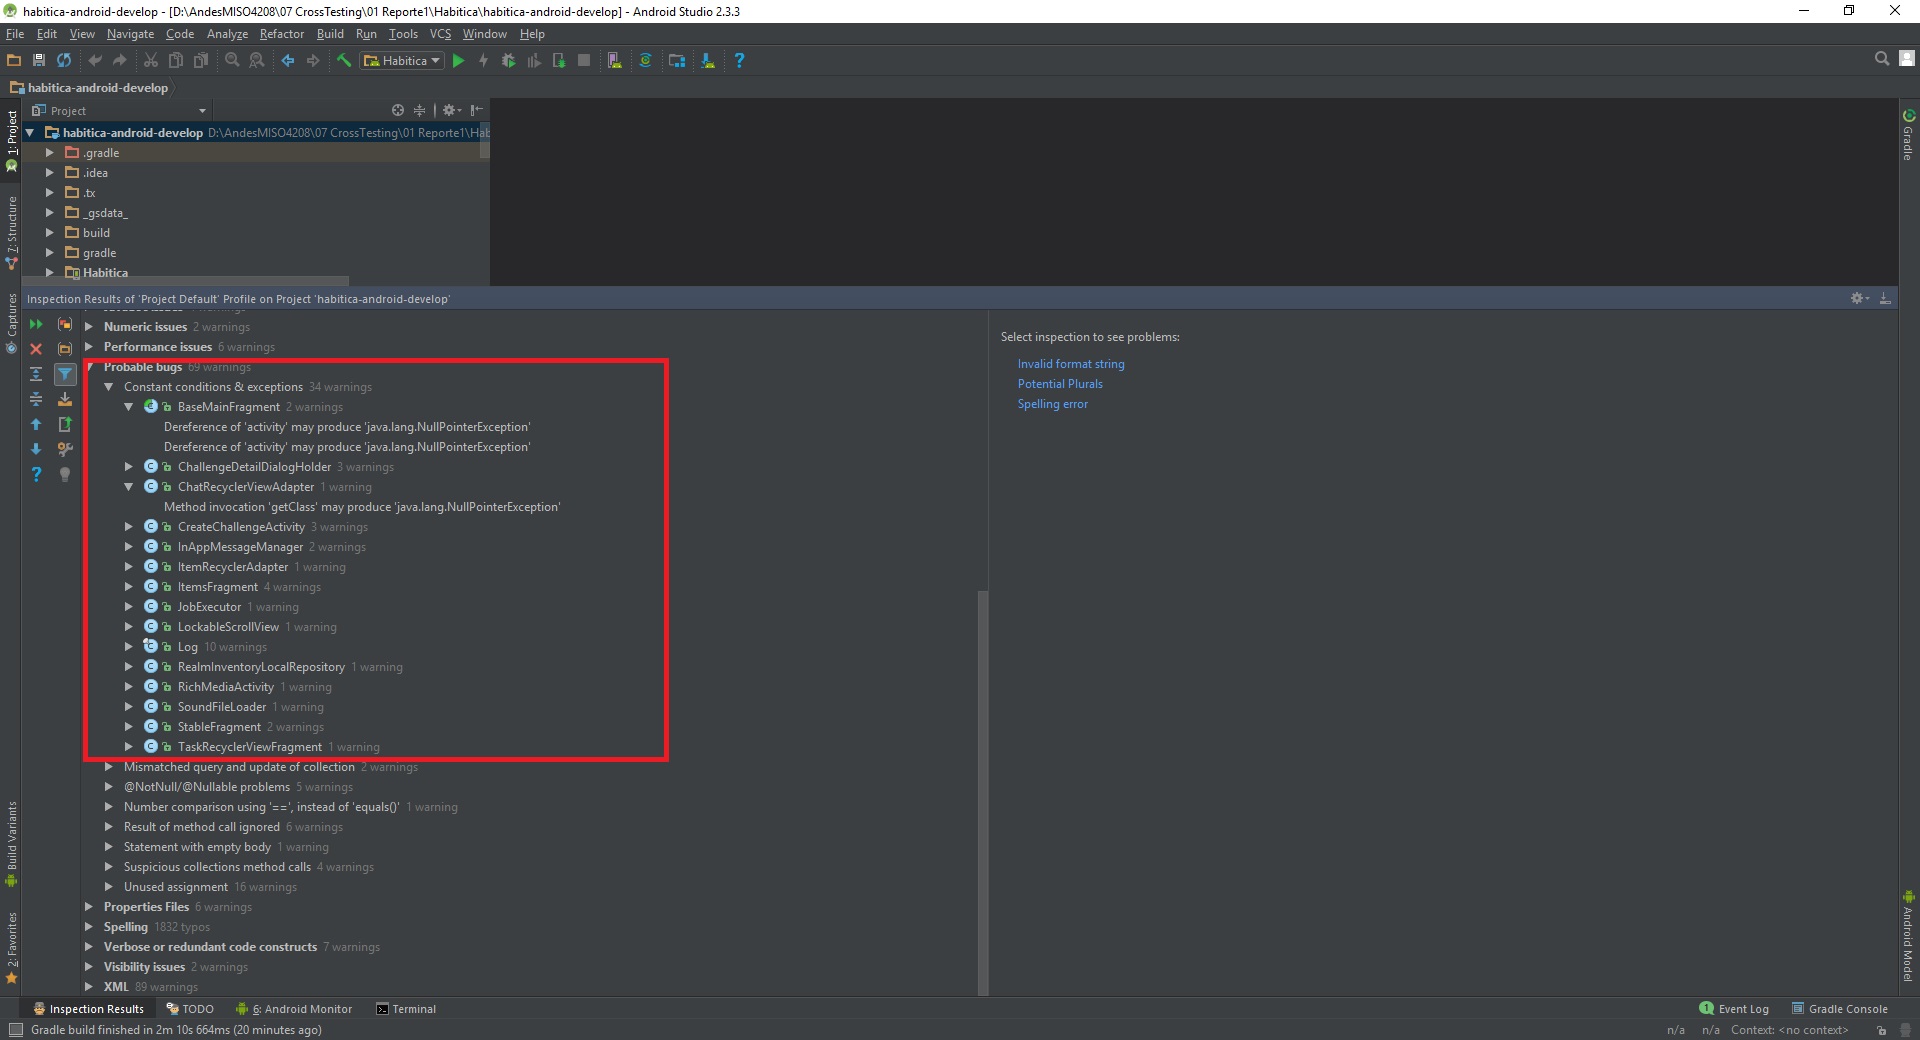 habitica-android-develop - [D:\AndesMISO4208\07 CrossTesting\01 Reporte1\Habitica\habitica-android-develop] - Android Studio 2.3.3
File Edit View Navigate Code Analyze Refactor Build Run Tools VCS Window Help
Habitica
habitica-android-develop
Project
1: Project
habitica-android-develop D:\AndesMISO4208\07 CrossTesting\01 Reporte1\Hab
.gradle
.idea
.tx
_gsdata_
build
gradle
Habitica
7: Structure
Captures
Build Variants
2: Favorites
Gradle
Android Model
Inspection Results of 'Project Default' Profile on Project 'habitica-android-develop'
Numeric issues 2 warnings
Performance issues 6 warnings
Probable bugs 69 warnings
Constant conditions & exceptions 34 warnings
BaseMainFragment 2 warnings
Dereference of 'activity' may produce 'java.lang.NullPointerException'
Dereference of 'activity' may produce 'java.lang.NullPointerException'
ChallengeDetailDialogHolder 3 warnings
ChatRecyclerViewAdapter 1 warning
Method invocation 'getClass' may produce 'java.lang.NullPointerException'
CreateChallengeActivity 3 warnings
InAppMessageManager 2 warnings
ItemRecyclerAdapter 1 warning
ItemsFragment 4 warnings
JobExecutor 1 warning
LockableScrollView 1 warning
Log 10 warnings
RealmInventoryLocalRepository 1 warning
RichMediaActivity 1 warning
SoundFileLoader 1 warning
StableFragment 2 warnings
TaskRecyclerViewFragment 1 warning
Mismatched query and update of collection 2 warnings
@NotNull/@Nullable problems 5 warnings
Number comparison using '==', instead of 'equals()' 1 warning
Result of method call ignored 6 warnings
Statement with empty body 1 warning
Suspicious collections method calls 4 warnings
Unused assignment 16 warnings
Properties Files 6 warnings
Spelling 1832 typos
Verbose or redundant code constructs 7 warnings
Visibility issues 2 warnings
XML 89 warnings
Select inspection to see problems:
Invalid format string
Potential Plurals
Spelling error
Inspection Results TODO 6: Android Monitor Terminal 1 Event Log Gradle Console
Gradle build finished in 2m 10s 664ms (20 minutes ago) n/a n/a Context: <no context>